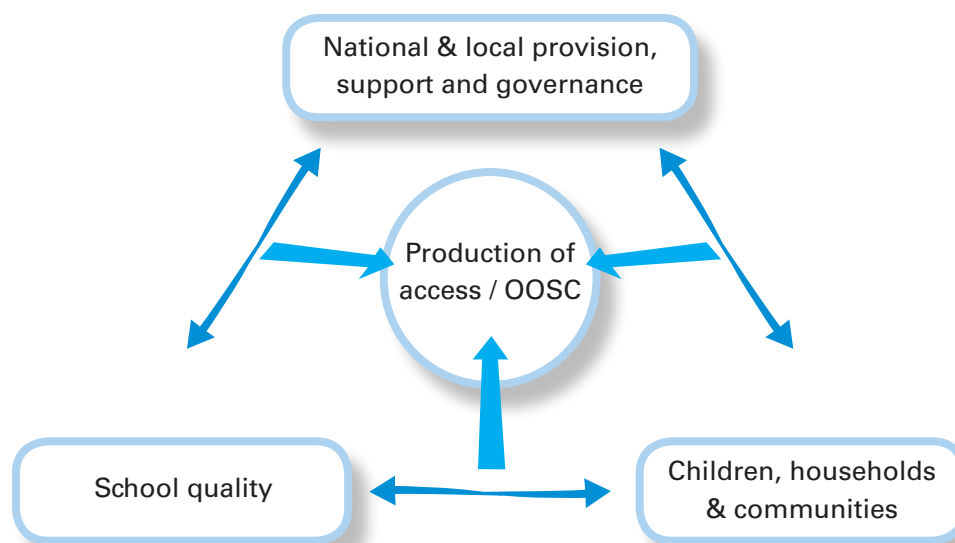 National & local provision,
support and governance
Production of
access / OOSC
School quality
Children, households
& communities